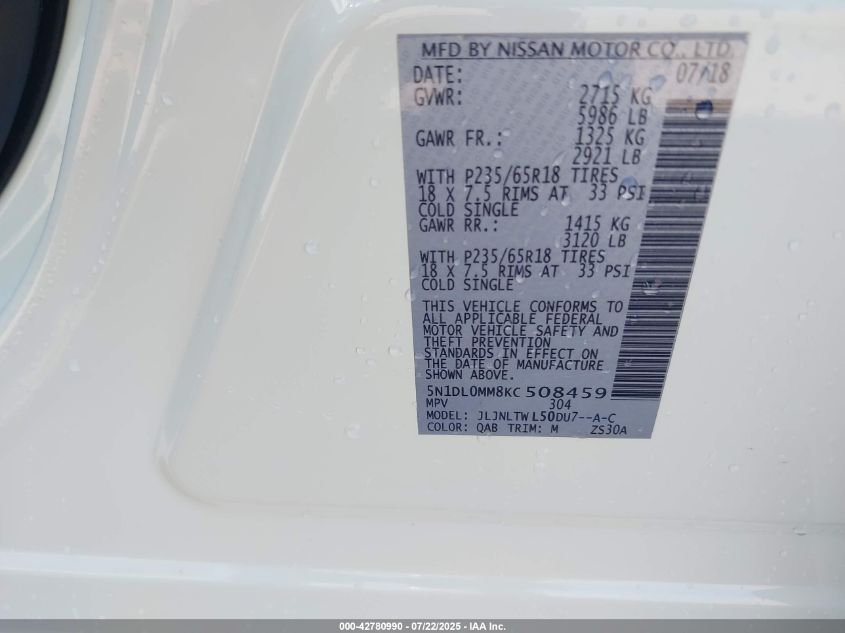 MFD BY NISSAN MOTOR CO., LTD.
DATE: 07/18
GVWR: 2715 KG
5986 LB
GAWR FR.: 1325 KG
2921 LB
WITH P235/65R18 TIRES
18 X 7.5 RIMS AT 33 PSI
COLD SINGLE
GAWR RR.: 1415 KG
3120 LB
WITH P235/65R18 TIRES
18 X 7.5 RIMS AT 33 PSI
COLD SINGLE
THIS VEHICLE CONFORMS TO
ALL APPLICABLE FEDERAL
MOTOR VEHICLE SAFETY AND
THEFT PREVENTION
STANDARDS IN EFFECT ON
THE DATE OF MANUFACTURE
SHOWN ABOVE.
5N1DL0MM8KC508459
MPV 304
MODEL: JLJNLTWL50DU7--A-C
COLOR: QAB TRIM: M ZS30A
000-42780990 - 07/22/2025 - IAA Inc.